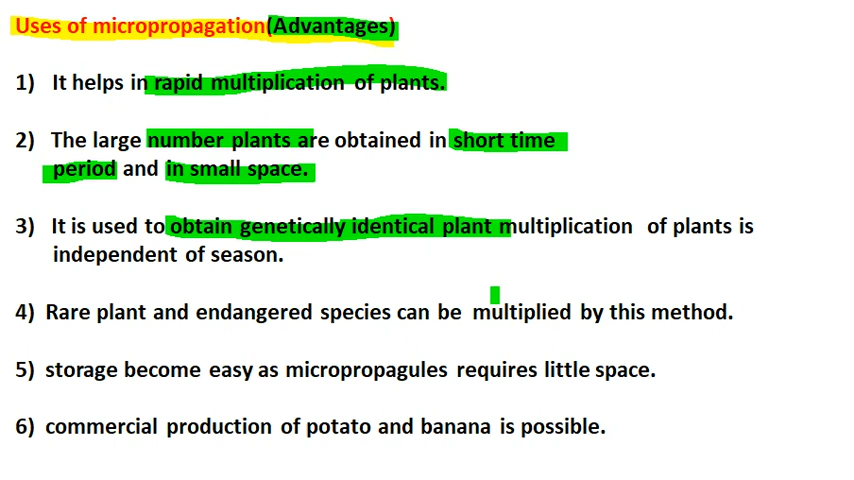 Uses of micropropagation(Advantages)
1) It helps in rapid multiplication of plants.
2) The large number plants are obtained in short time
period and in small space.
3) It is used to obtain genetically identical plant multiplication of plants is
independent of season.
4) Rare plant and endangered species can be multiplied by this method.
5) storage become easy as micropropagules requires little space.
6) commercial production of potato and banana is possible.